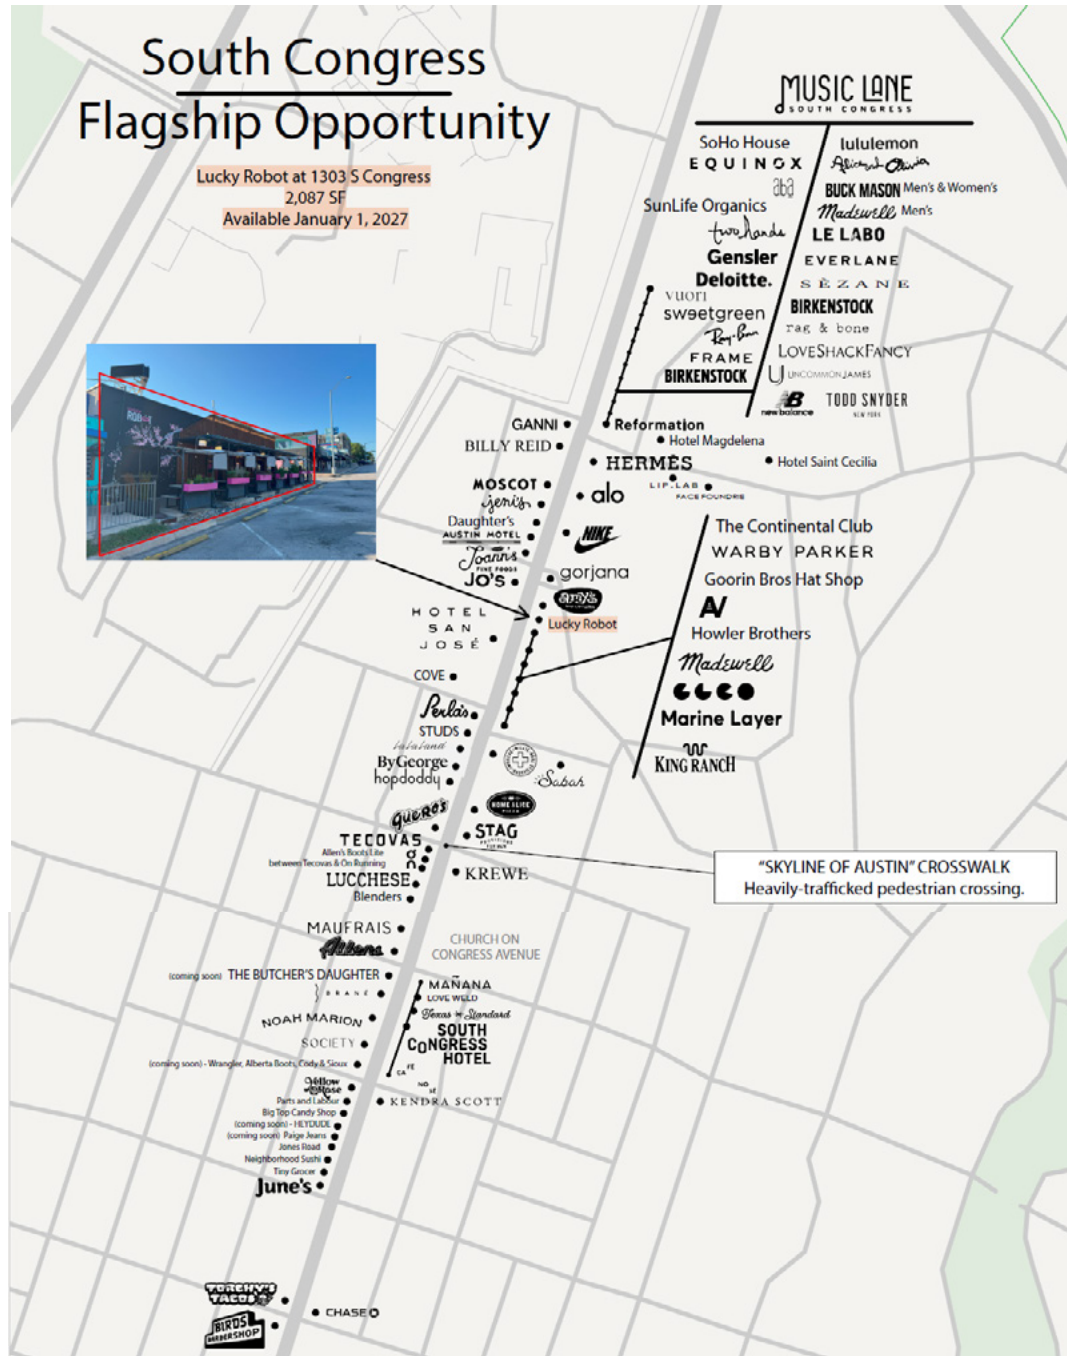 South Congress
Flagship Opportunity
Lucky Robot at 1303 S Congress
2,087 SF
Available January 1, 2027
MUSIC LANE
SOUTH CONGRESS
SoHo House
EQUINOX
aba
SunLife Organics
two hands
Gensler
Deloitte.
vuori
sweetgreen
Ray-Ban
FRAME
BIRKENSTOCK
lululemon
Alice and Olivia
BUCK MASON Men's & Women's
Madewell Men's
LE LABO
EVERLANE
SÉZANE
BIRKENSTOCK
rag & bone
LOVESHACKFANCY
UNCOMMON JAMES
new balance
TODD SNYDER
NEW YORK
GANNI
Reformation
BILLY REID
Hotel Magdelena
HERMÈS
Hotel Saint Cecilia
LIP LAB
FACE FOUNDRIE
MOSCOT
alo
jeni's
Daughter's
AUSTIN MOTEL
NIKE
Joann's
FINE FOODS
JO'S
gorjana
amy's
Lucky Robot
HOTEL
SAN
JOSÉ
COVE
The Continental Club
WARBY PARKER
Goorin Bros Hat Shop
AV
Howler Brothers
Madewell
Marine Layer
KING RANCH
Perla's
STUDS
lalaland
ByGeorge
hopdoddy
Sabah
GUERO'S
HOME SLICE
PIZZA
TECOVAS
STAG
Allen's Boots Lite
between Tecovas & On Running
on
LUCCHESE
KREWE
Blenders
"SKYLINE OF AUSTIN" CROSSWALK
Heavily-trafficked pedestrian crossing.
MAUFRAIS
Allens
CHURCH ON
CONGRESS AVENUE
(coming soon) THE BUTCHER'S DAUGHTER
BRANE
MAÑANA
LOVE WELD
Texas Standard
SOUTH
CONGRESS
HOTEL
CAFÉ
NO
SÉ
NOAH MARION
SOCIETY
(coming soon) - Wrangler, Alberta Boots, Cody & Sioux
Yellow
Rose
Parts and Labour
KENDRA SCOTT
Big Top Candy Shop
(coming soon) - HEYDUDE
(coming soon) Paige Jeans
Jones Road
Neighborhood Sushi
Tiny Grocer
June's
TORCHY'S
TACOS
CHASE
BIRDS
BARBERSHOP